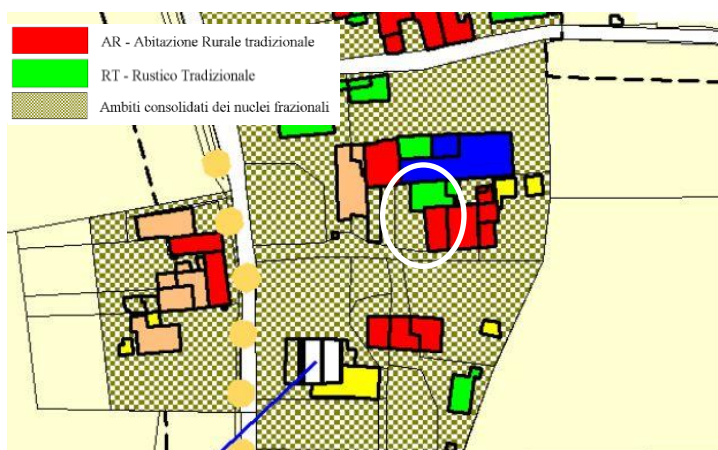 AR - Abitazione Rurale tradizionale
RT - Rustico Tradizionale
Ambiti consolidati dei nuclei frazionali